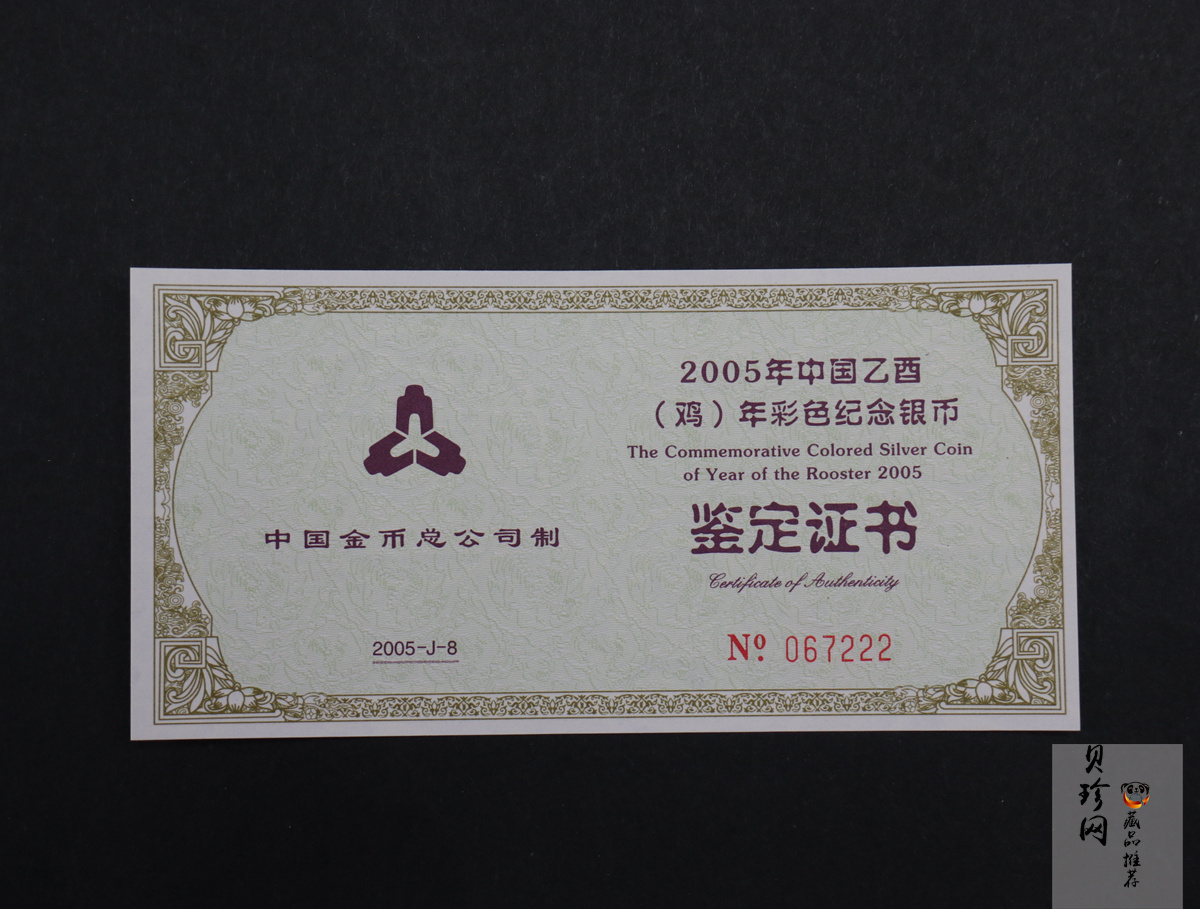 中国金币总公司制
2005-J-8
2005年中国乙酉
（鸡）年彩色纪念银币
The Commemorative Colored Silver Coin
of Year of the Rooster 2005
鉴定证书
Certificate of Authenticity
Nº 067222
贝珍网
藏品推荐